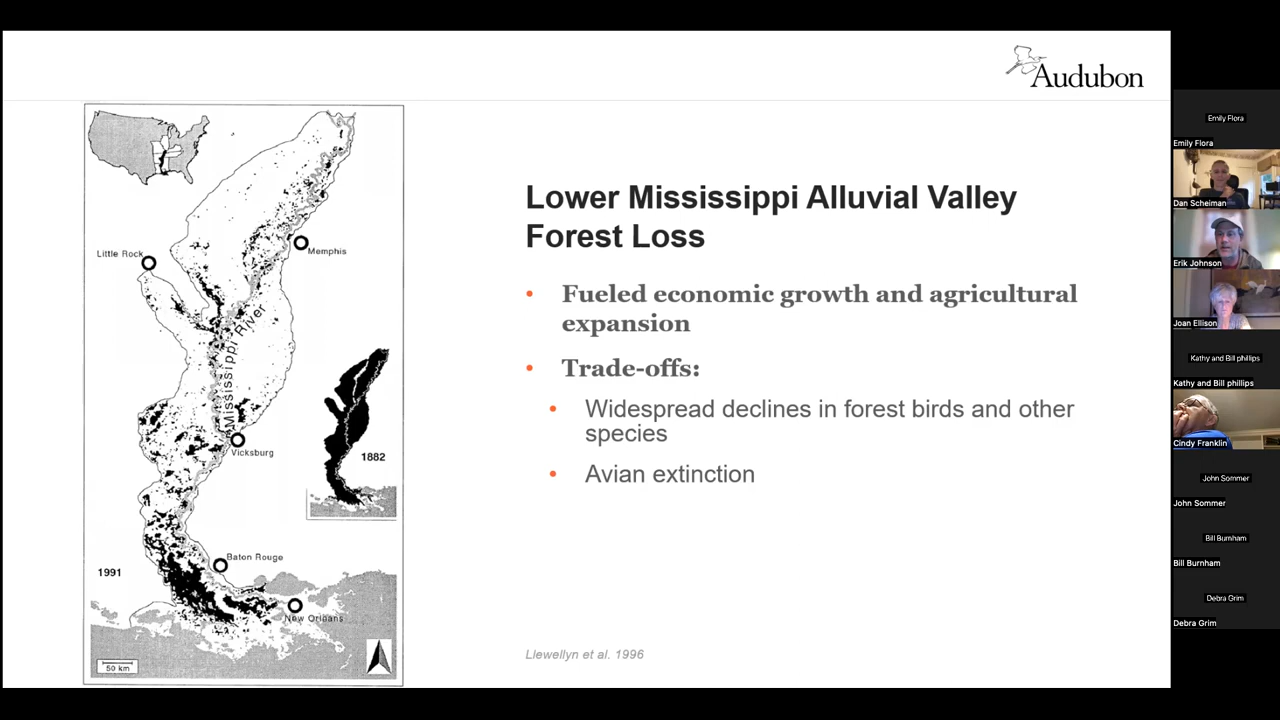 Audubon
Little Rock
Memphis
Mississippi River
Vicksburg
1882
Baton Rouge
1991
New Orleans
50 km
Lower Mississippi Alluvial Valley
Forest Loss
• Fueled economic growth and agricultural
expansion
• Trade-offs:
• Widespread declines in forest birds and other
species
• Avian extinction
Llewellyn et al. 1996
Emily Flora
Emily Flora
Dan Scheiman
Erik Johnson
Joan Ellison
Kathy and Bill phillips
Kathy and Bill phillips
Cindy Franklin
John Sommer
John Sommer
Bill Burnham
Bill Burnham
Debra Grim
Debra Grim